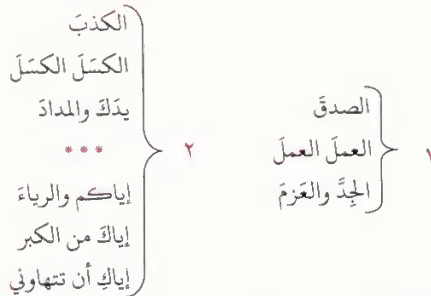 ١
الصدقَ
العملَ العملَ
الجِدَّ والعَزمَ
٢
الكذبَ
الكسَلَ الكسَلَ
يدَكَ والمدادَ
***
إياكم والرياءَ
إياكَ من الكبر
إياكِ أن تتهاوني